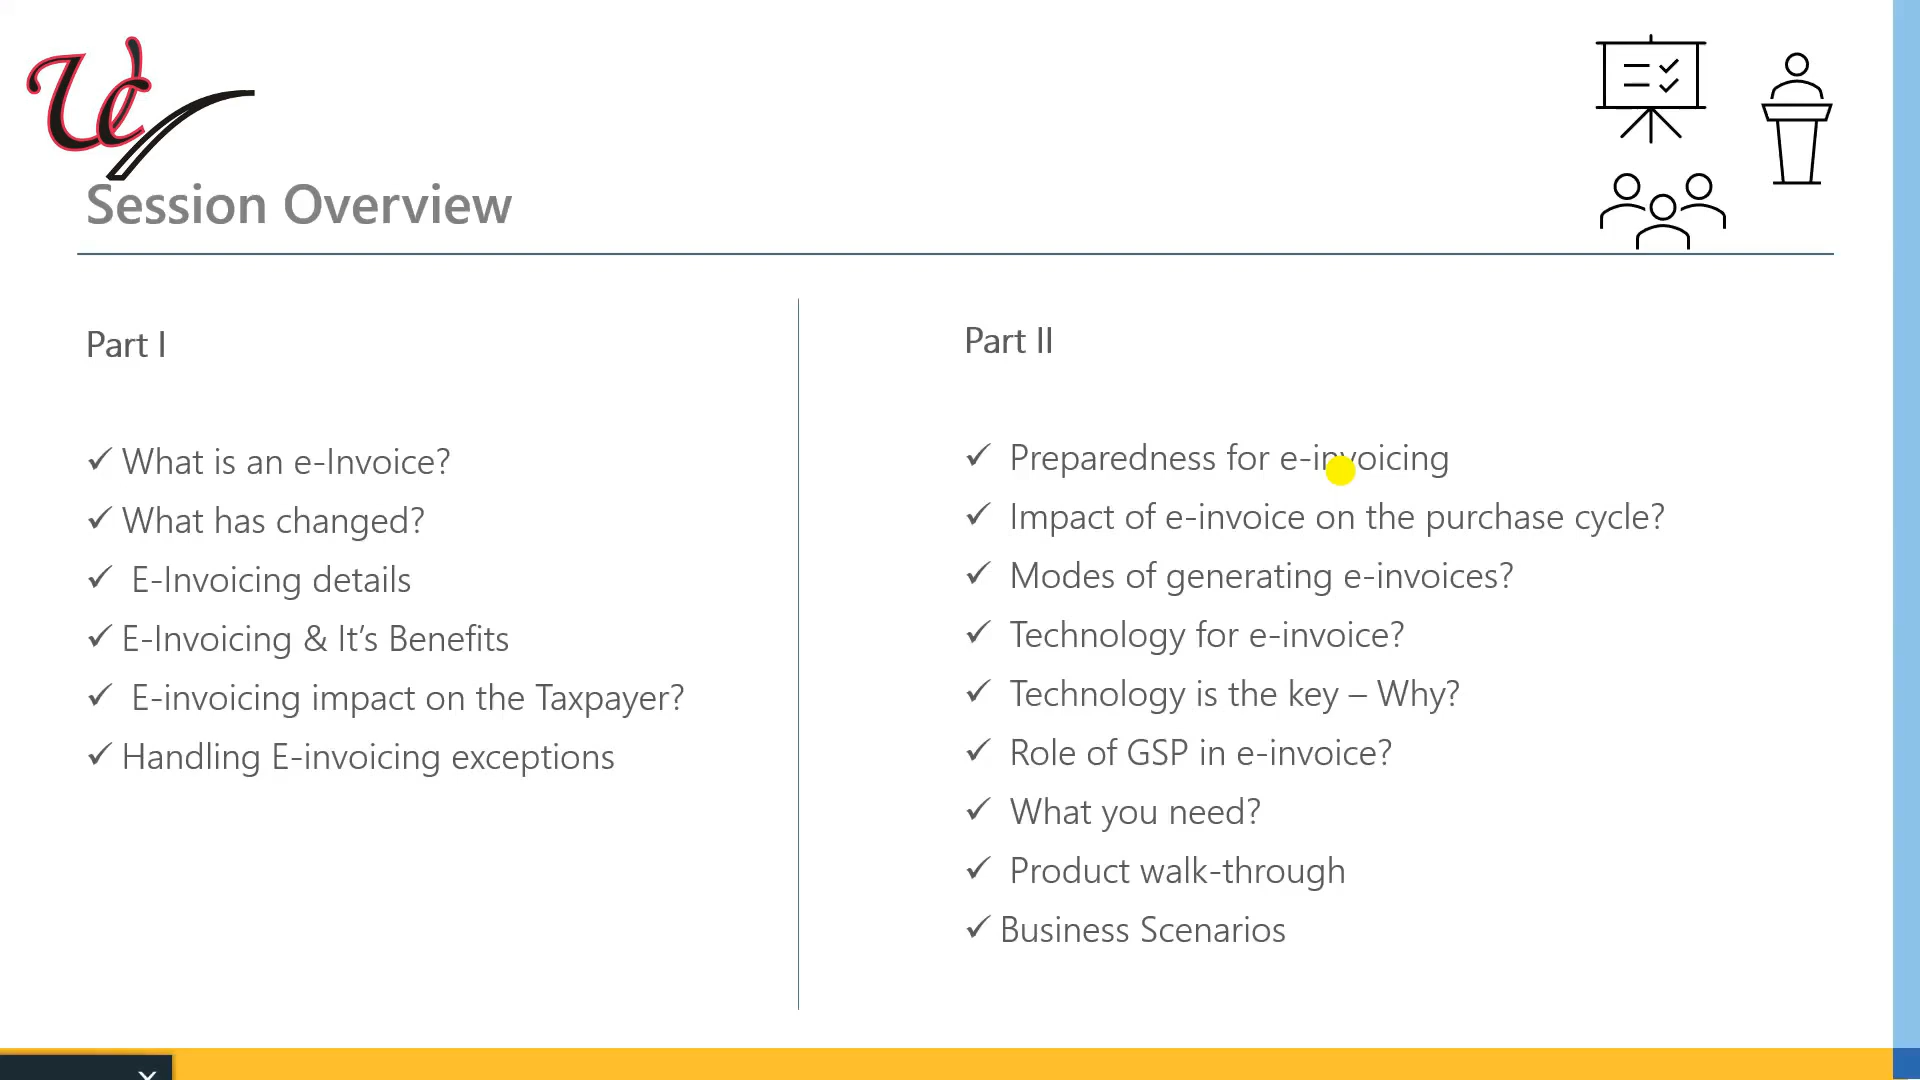 Uc
Session Overview
Part I
What is an e-Invoice?
What has changed?
E-Invoicing details
E-Invoicing & It’s Benefits
E-invoicing impact on the Taxpayer?
Handling E-invoicing exceptions
Part II
Preparedness for e-invoicing
Impact of e-invoice on the purchase cycle?
Modes of generating e-invoices?
Technology for e-invoice?
Technology is the key – Why?
Role of GSP in e-invoice?
What you need?
Product walk-through
Business Scenarios